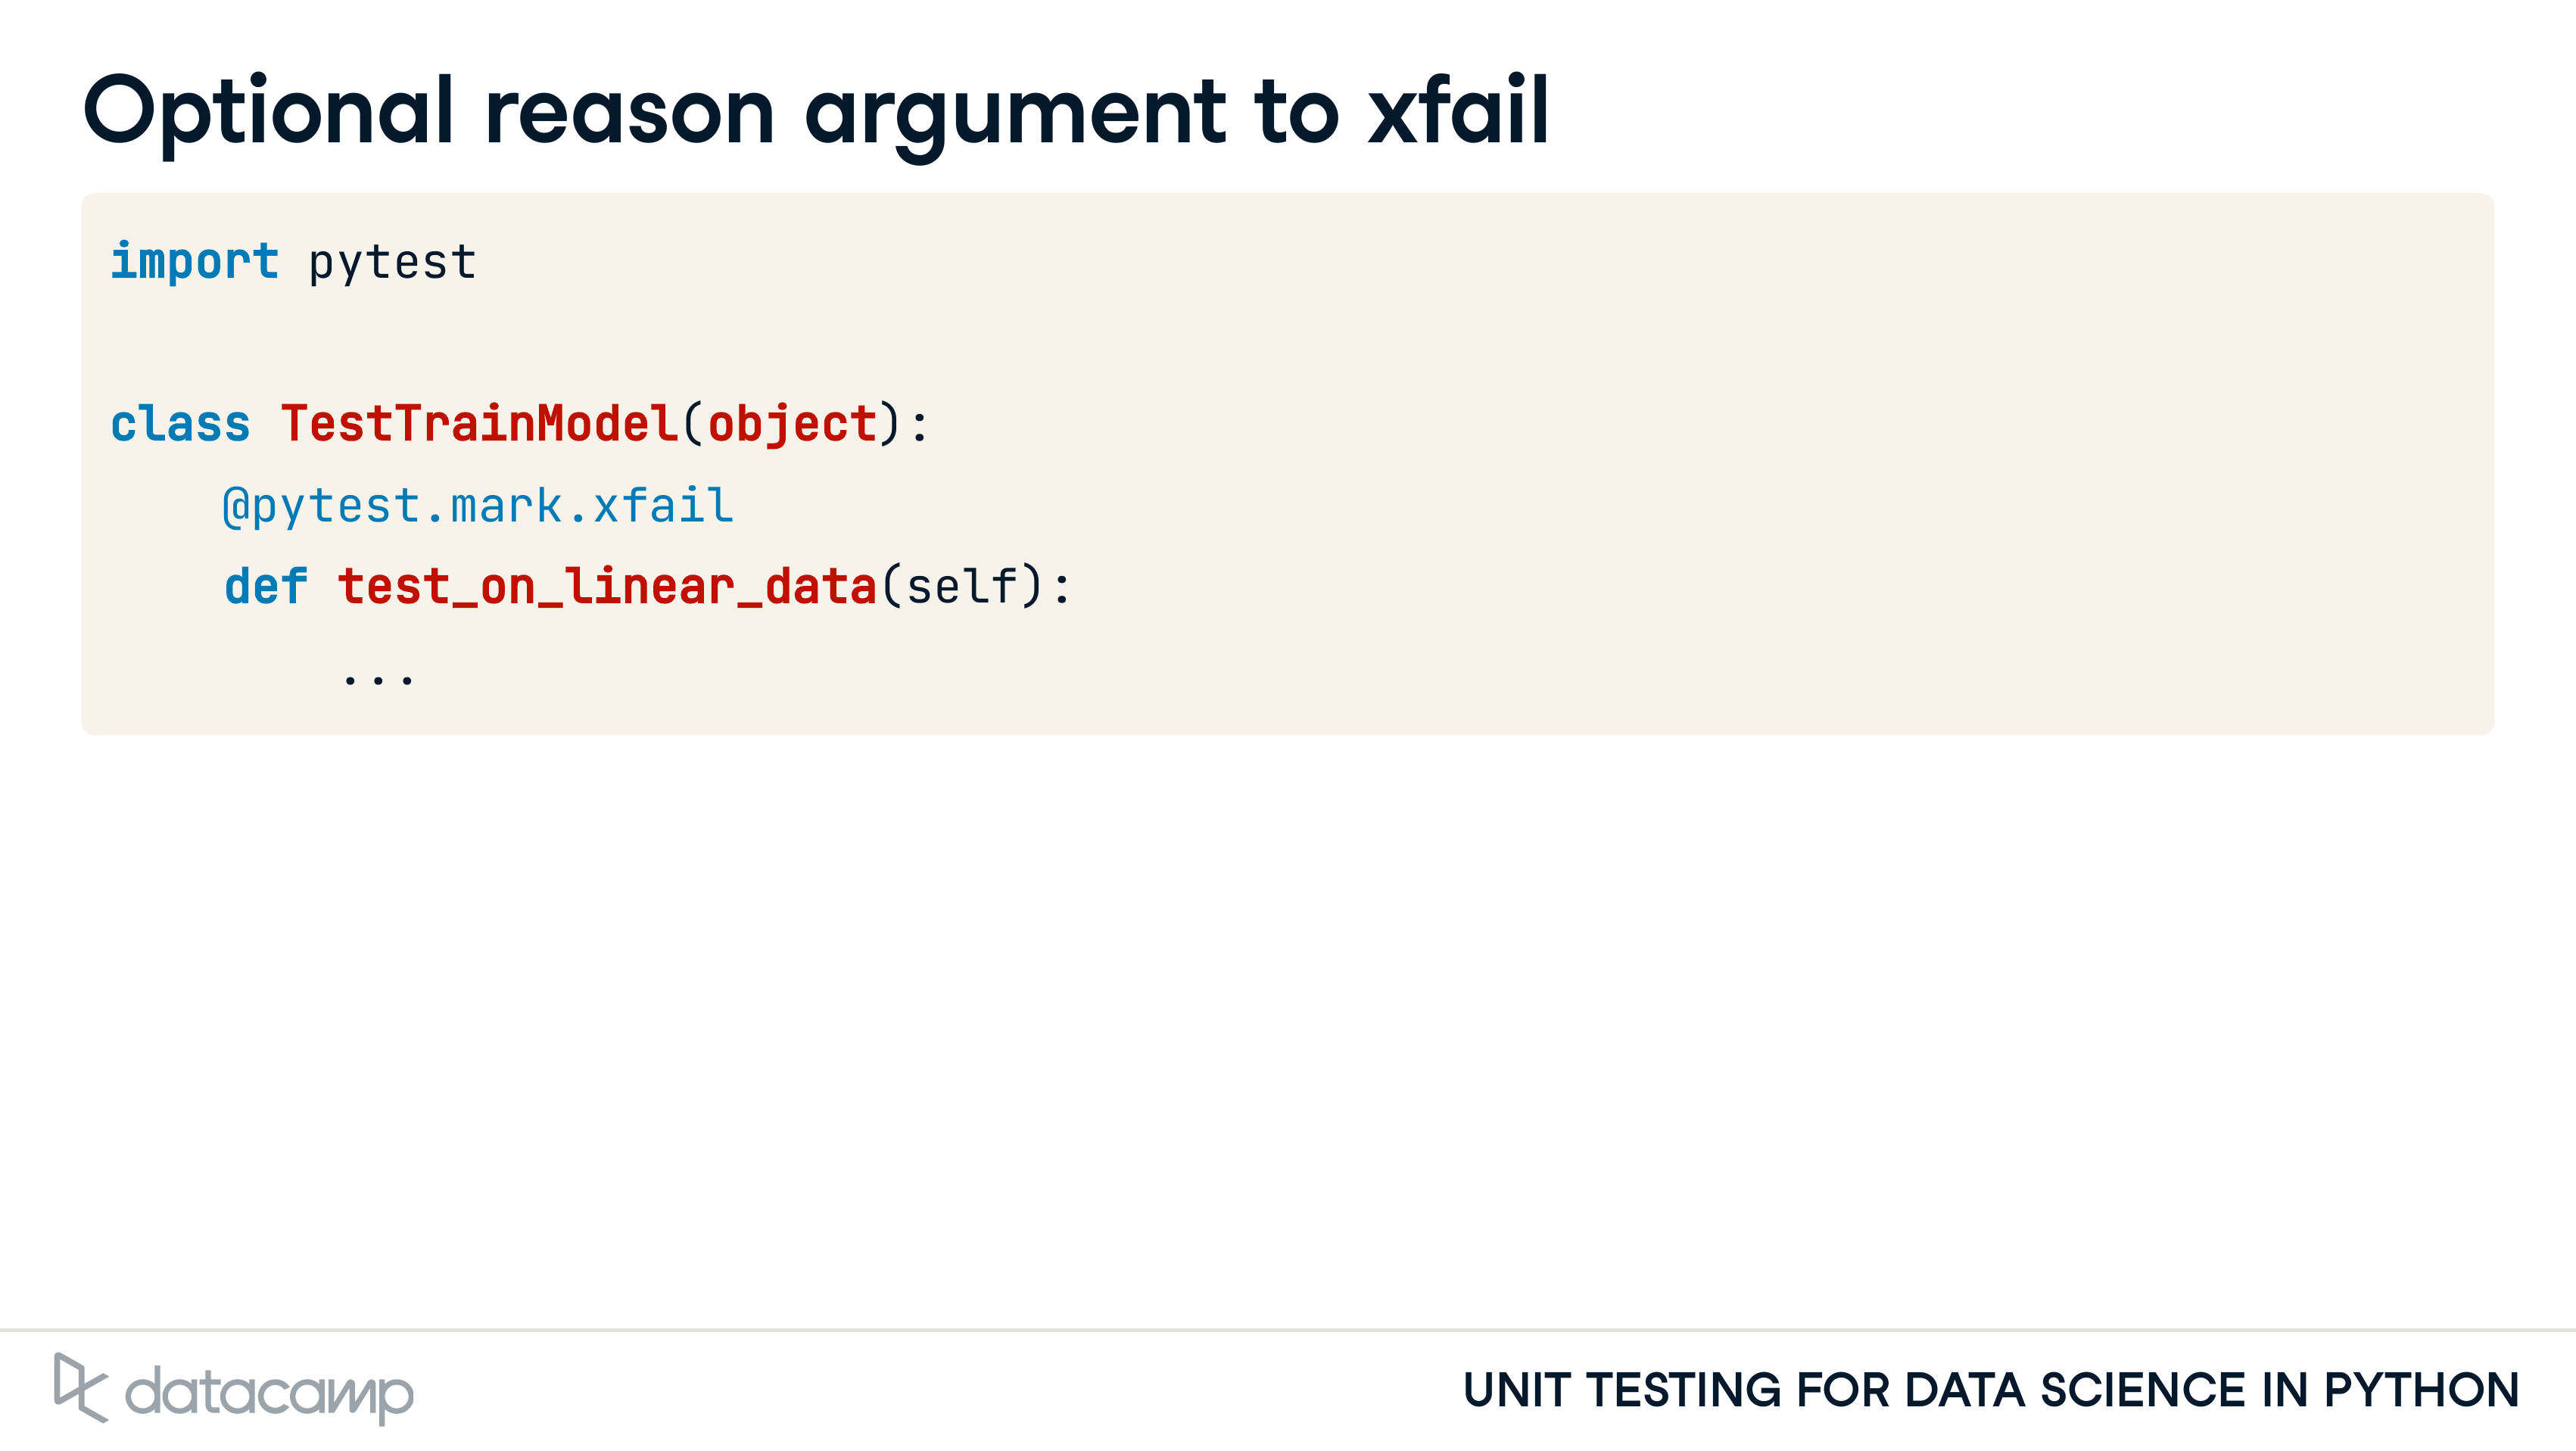 Optional reason argument to xfail
import pytest
class TestTrainModel(object):
    @pytest.mark.xfail
    def test_on_linear_data(self):
        ...
datacamp
UNIT TESTING FOR DATA SCIENCE IN PYTHON